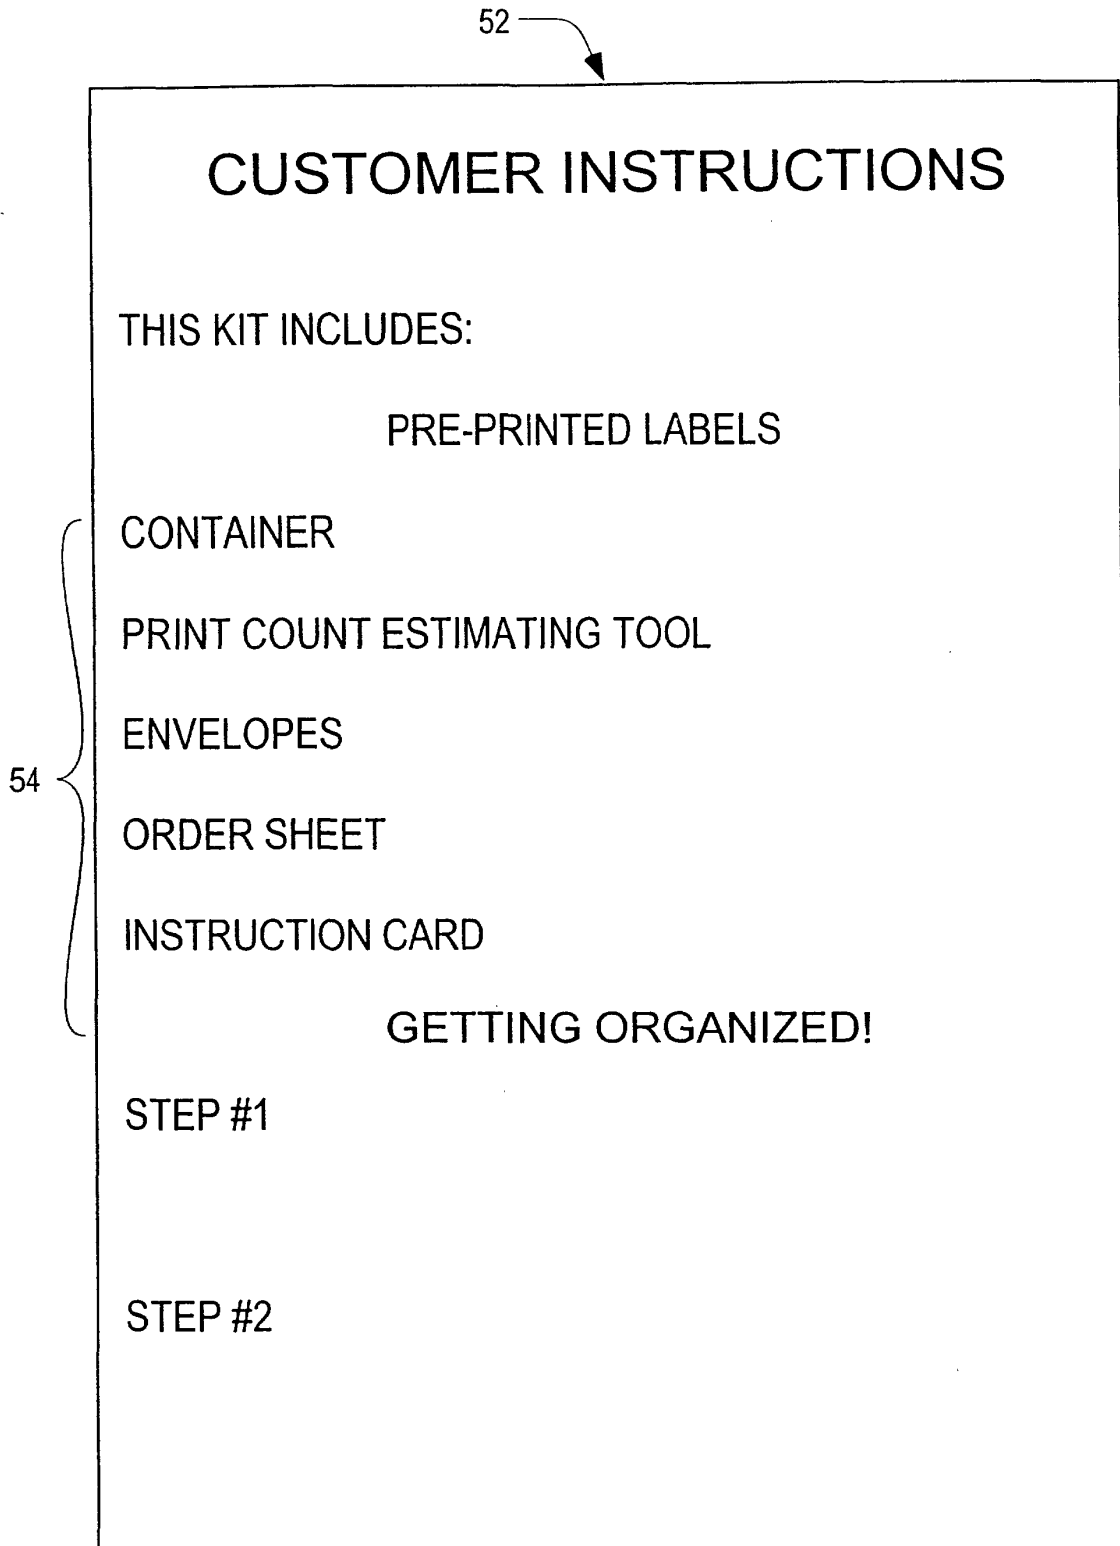 52
CUSTOMER INSTRUCTIONS
THIS KIT INCLUDES:
PRE-PRINTED LABELS
CONTAINER
PRINT COUNT ESTIMATING TOOL
ENVELOPES
54
ORDER SHEET
INSTRUCTION CARD
GETTING ORGANIZED!
STEP #1
STEP #2